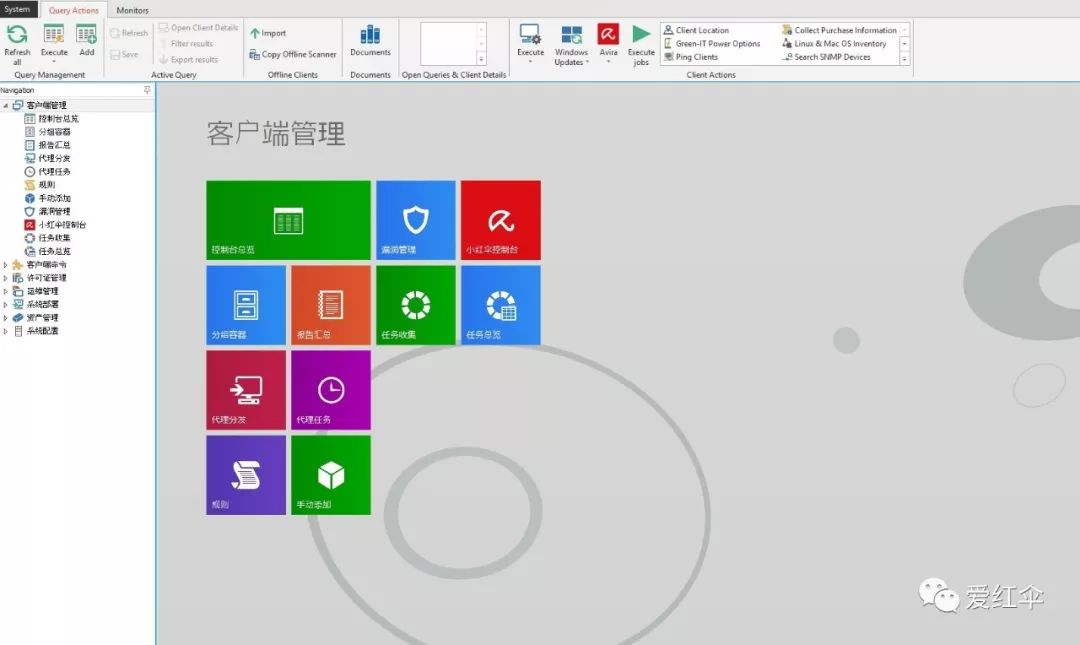 System Query Actions Monitors
Refresh all
Execute
Add
Refresh
Save
Query Management
Open Client Details
Filter results
Export results
Active Query
Import
Copy Offline Scanner
Offline Clients
Documents
Documents
Open Queries & Client Details
Execute
Windows Updates
Avira
Execute jobs
Client Location
Green-IT Power Options
Ping Clients
Collect Purchase Information
Linux & Mac OS Inventory
Search SNMP Devices
Client Actions
Navigation
客户端管理
控制台总览
分组容器
报告汇总
代理分发
代理任务
规则
手动添加
漏洞管理
小红伞控制台
任务收集
任务总览
客户端命令
许可证管理
运维管理
系统部署
资产管理
系统配置
客户端管理
控制台总览
漏洞管理
小红伞控制台
分组容器
报告汇总
任务收集
任务总览
代理分发
代理任务
规则
手动添加
爱红伞